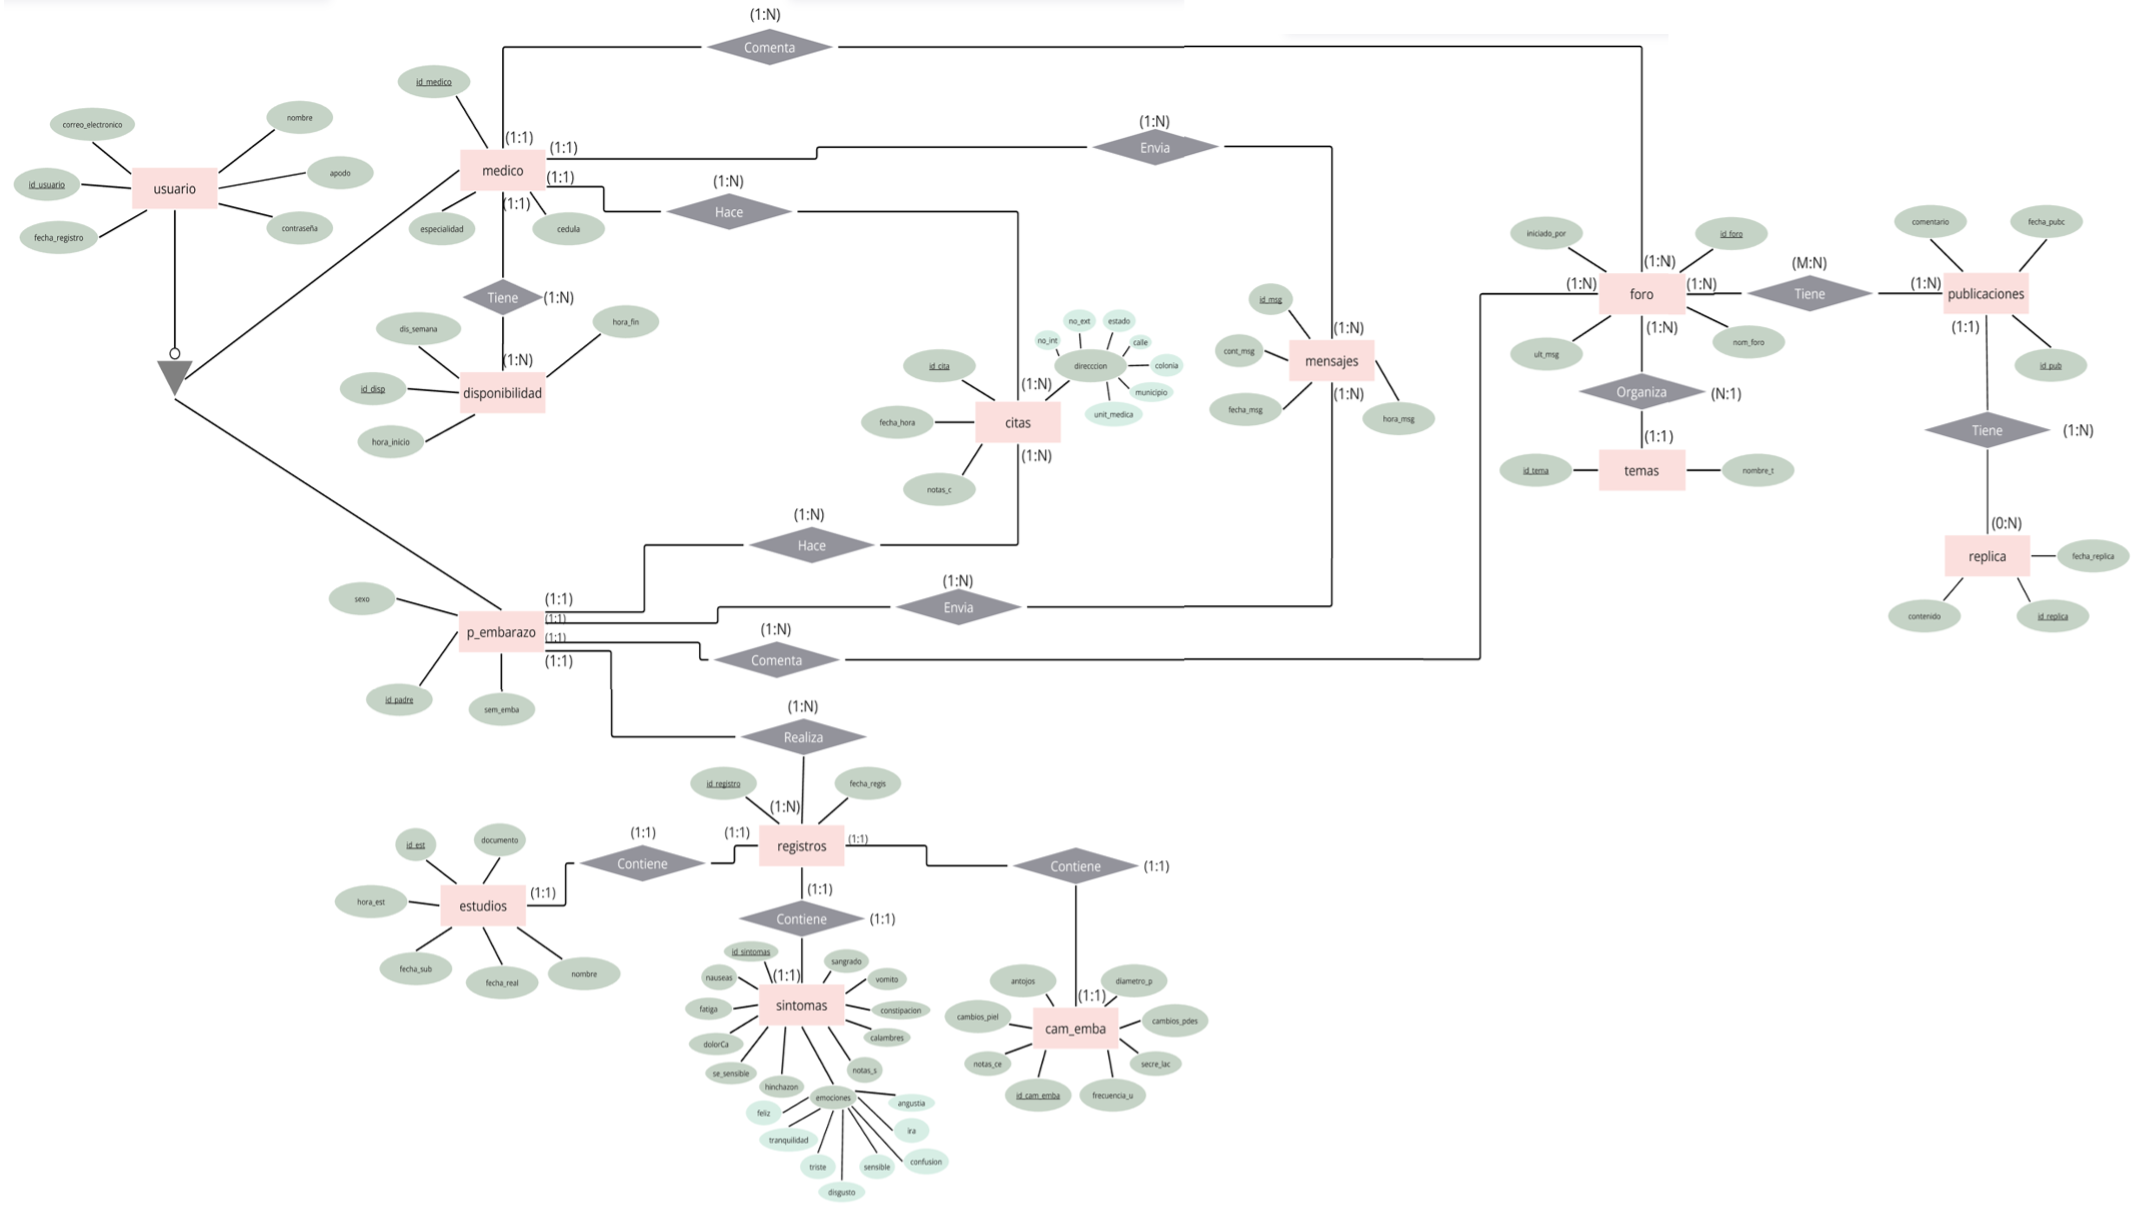 (1:N)
Comenta
id_medico
correo_electronico
nombre
id_usuario
usuario
apodo
fecha_registro
contraseña
(1:1)
(1:1)
medico
(1:1)
(1:1)
especialidad
cedula
(1:N)
Envia
(1:N)
Hace
Tiene
(1:N)
dis_semana
hora_fin
id_disp
(1:N)
disponibilidad
hora_inicio
no_ext
estado
no_int
calle
direcccion
colonia
municipio
unit_medica
id_cita
(1:N)
fecha_hora
citas
(1:N)
notas_c
id_msg
(1:N)
cont_msg
mensajes
(1:N)
fecha_msg
hora_msg
iniciado_por
id_foro
(1:N)
(1:N)
foro
(1:N)
(1:N)
ult_msg
nom_foro
(M:N)
Tiene
comentario
fecha_pubc
(1:N)
publicaciones
(1:1)
id_pub
Organiza
(N:1)
(1:1)
id_tema
temas
nombre_t
Tiene
(1:N)
(0:N)
replica
fecha_replica
contenido
id_replica
(1:N)
Hace
(1:N)
Envia
(1:N)
Comenta
sexo
(1:1)
(1:1)
p_embarazo
(1:1)
(1:1)
id_padre
sem_emba
(1:N)
Realiza
id_registro
fecha_regis
(1:N)
(1:1)
registros
(1:1)
(1:1)
(1:1)
Contiene
id_est
documento
hora_est
estudios
(1:1)
fecha_sub
fecha_real
nombre
Contiene
(1:1)
Contiene
(1:1)
id_sintomas
sangrado
nauseas
(1:1)
vomito
fatiga
sintomas
constipacion
dolorCa
calambres
se_sensible
hinchazon
notas_s
emociones
feliz
angustia
tranquilidad
ira
triste
sensible
confusion
disgusto
antojos
diametro_p
(1:1)
cambios_piel
cam_emba
cambios_pdes
notas_ce
secre_lac
id_cam_emba
frecuencia_u